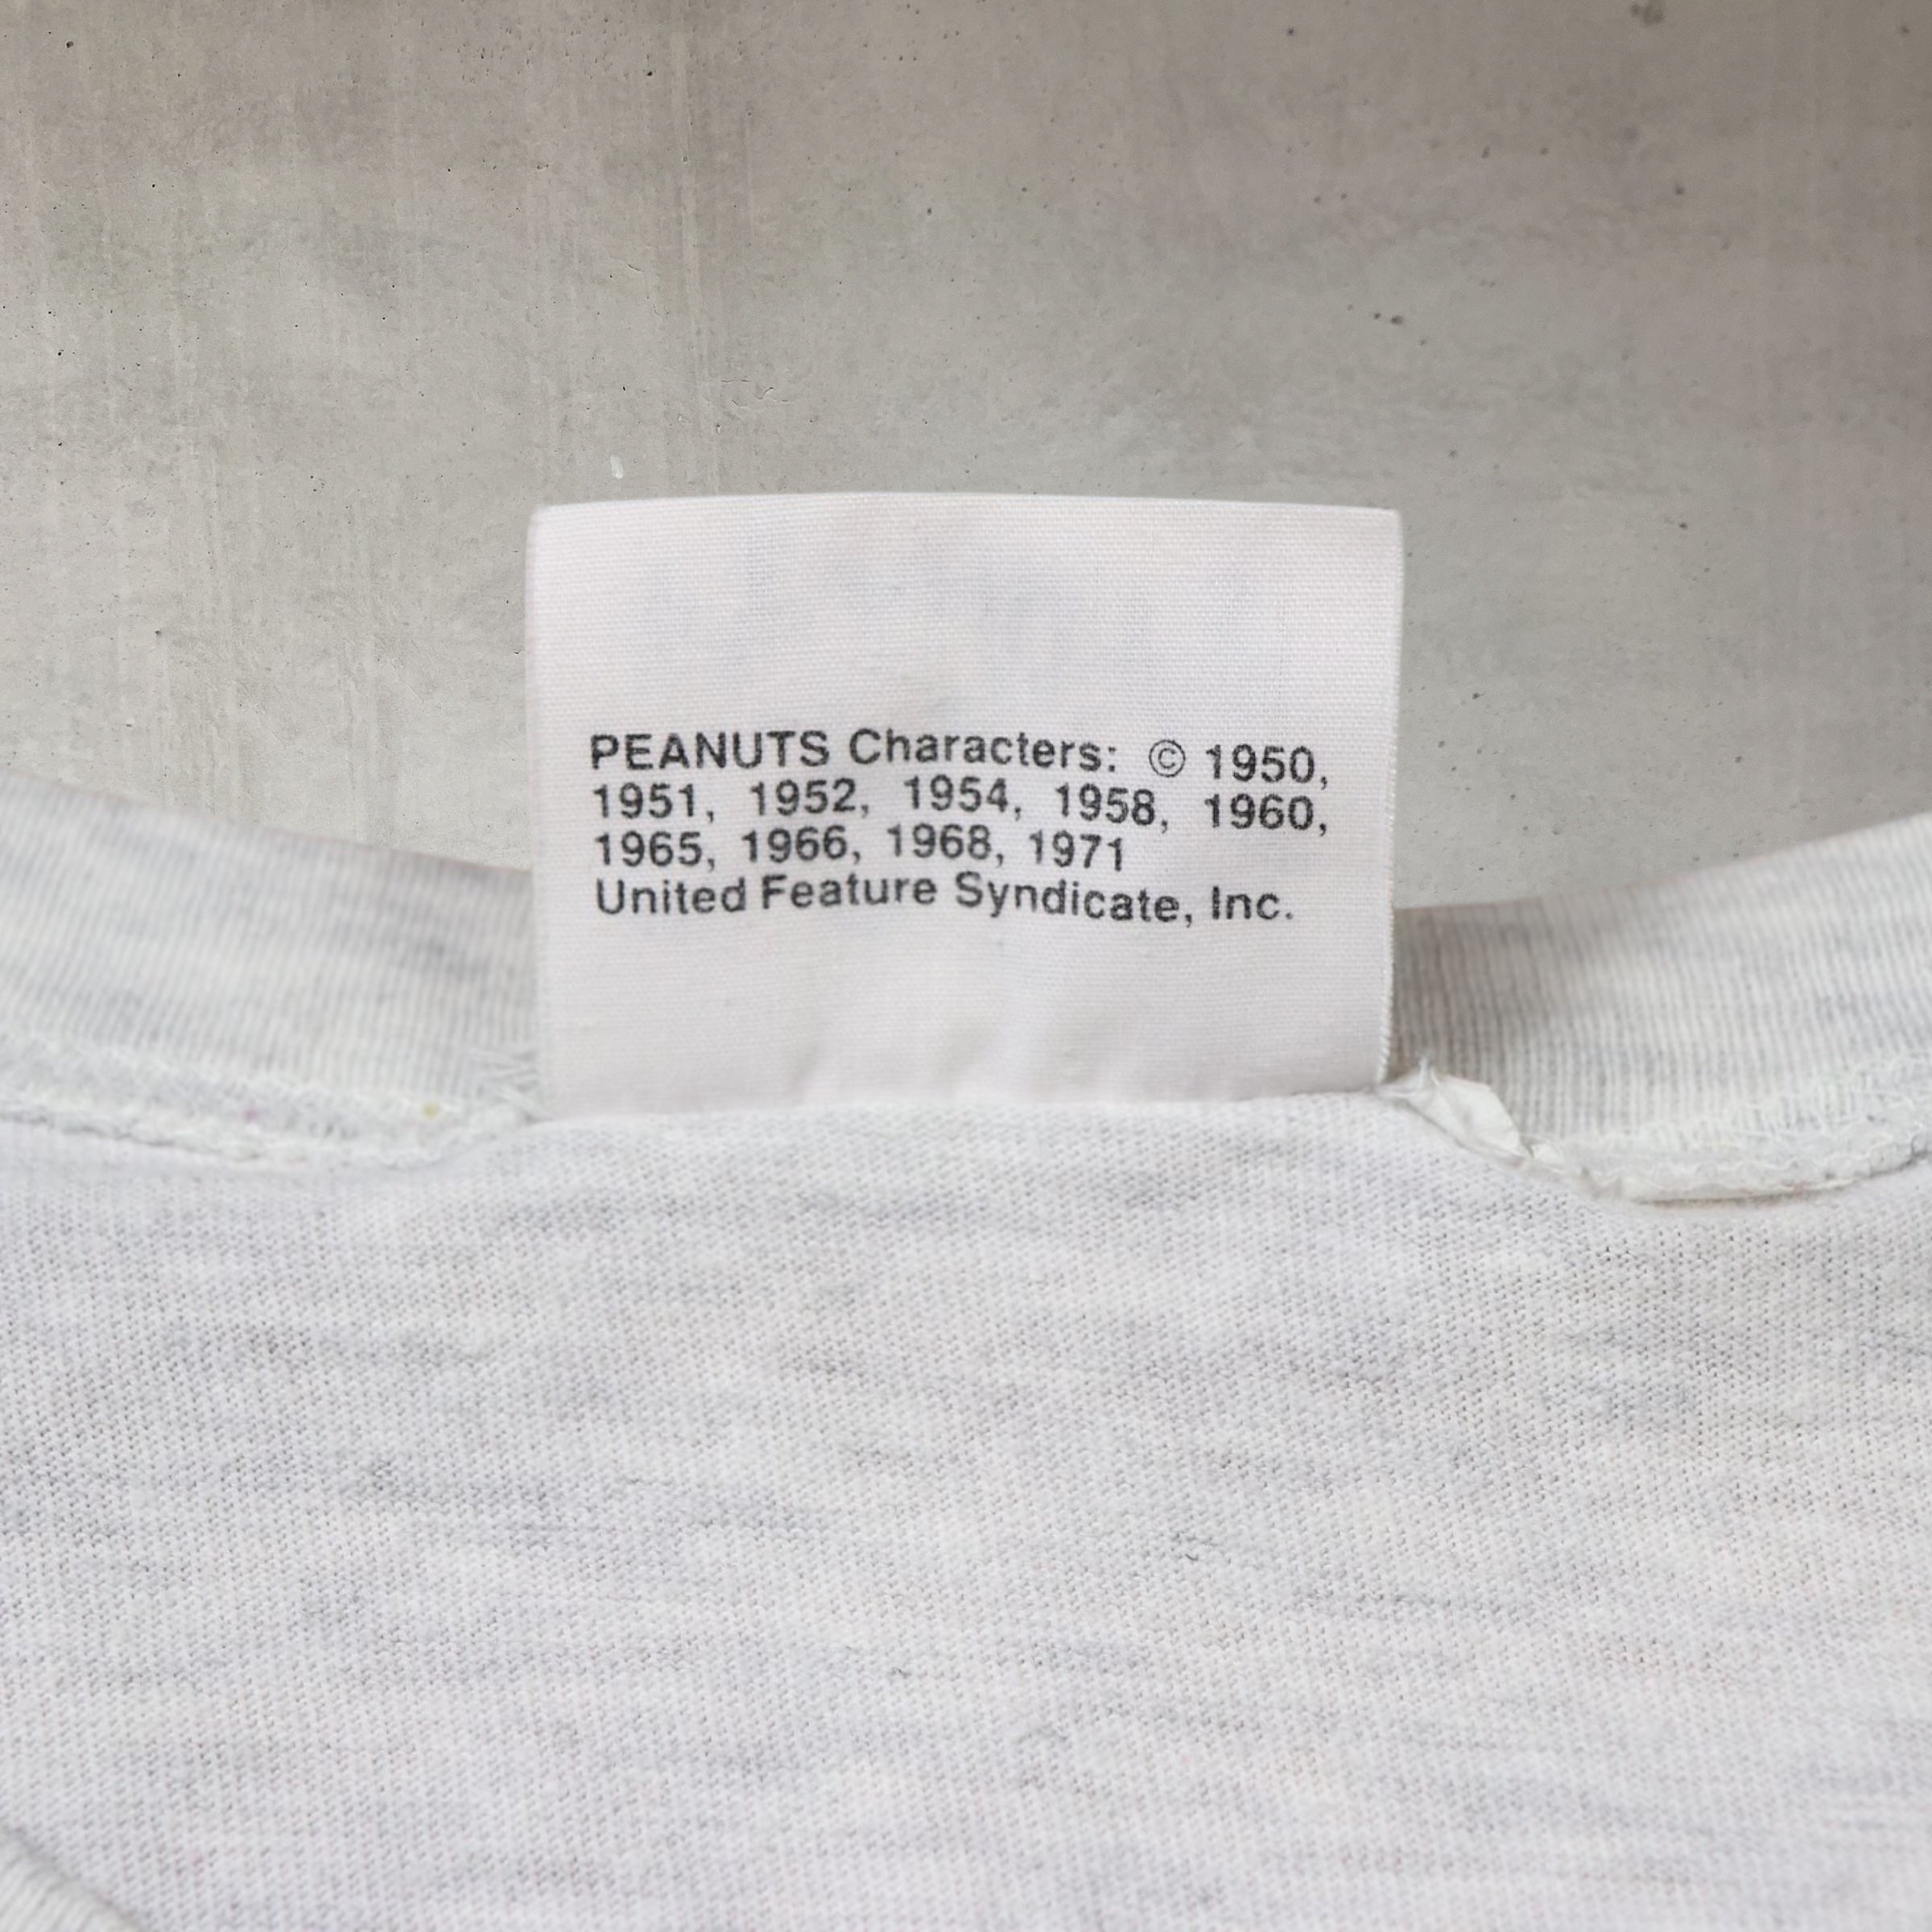 PEANUTS Characters: © 1950,
1951, 1952, 1954, 1958, 1960,
1965, 1966, 1968, 1971
United Feature Syndicate, Inc.